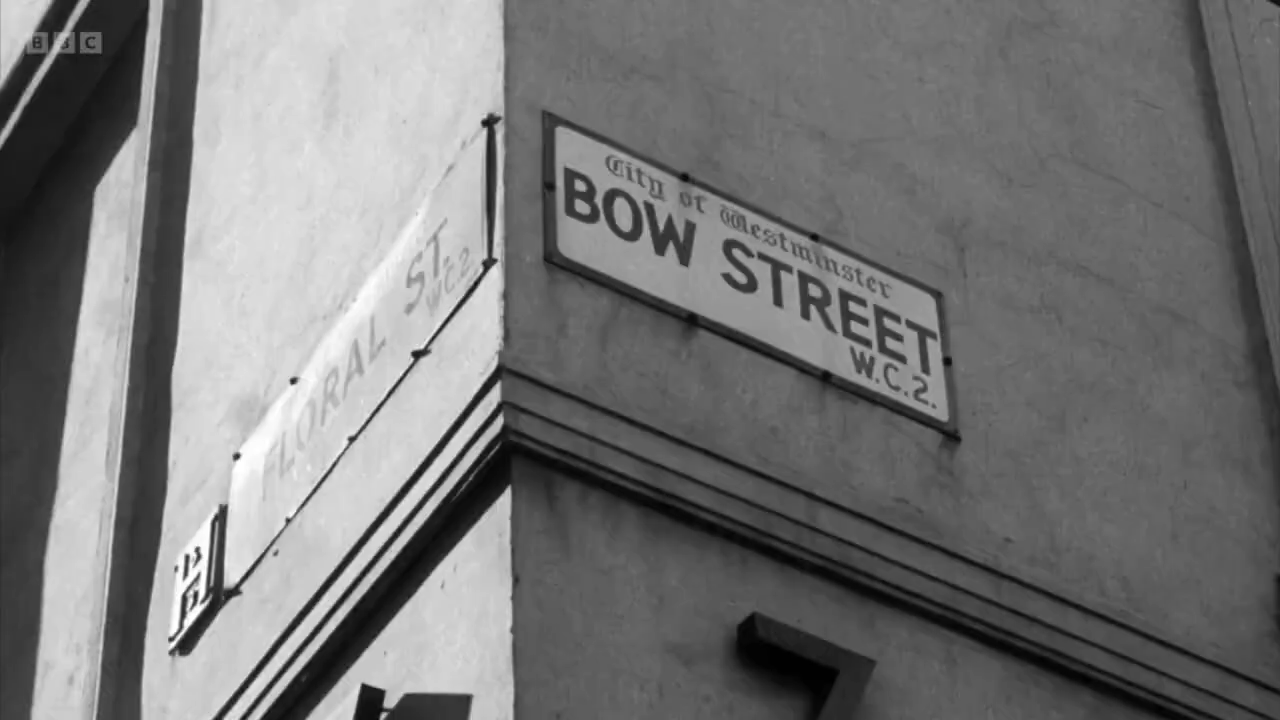 BBC
FLORAL ST.
W.C.2.
City of Westminster
BOW STREET
W.C.2.